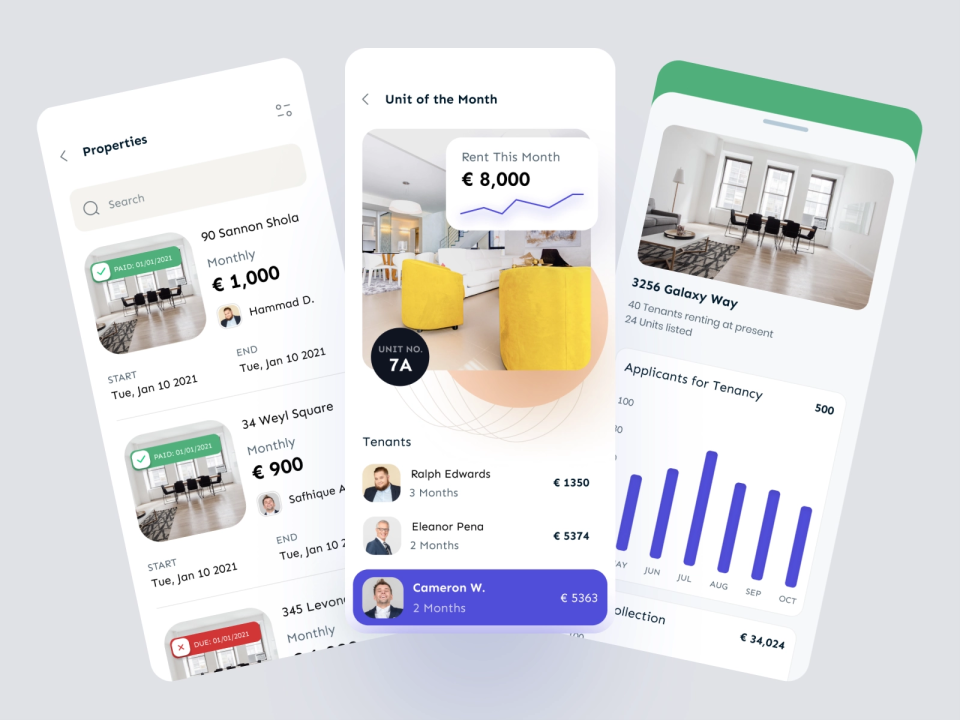 Properties
Search
PAID: 01/01/2021
90 Sannon Shola
Monthly
€ 1,000
Hammad D.
START
Tue, Jan 10 2021
END
Tue, Jan 10 2021
PAID: 01/01/2021
34 Weyl Square
Monthly
€ 900
Safhique A
START
Tue, Jan 10 2021
END
Tue, Jan 10 2
DUE: 01/01/2021
345 Levon
Monthly
Unit of the Month
Rent This Month
€ 8,000
UNIT NO.
7A
Tenants
Ralph Edwards
3 Months
€ 1350
Eleanor Pena
2 Months
€ 5374
Cameron W.
2 Months
€ 5363
3256 Galaxy Way
40 Tenants renting at present
24 Units listed
Applicants for Tenancy
500
100
JUN
JUL
AUG
SEP
OCT
ollection
€ 34,024